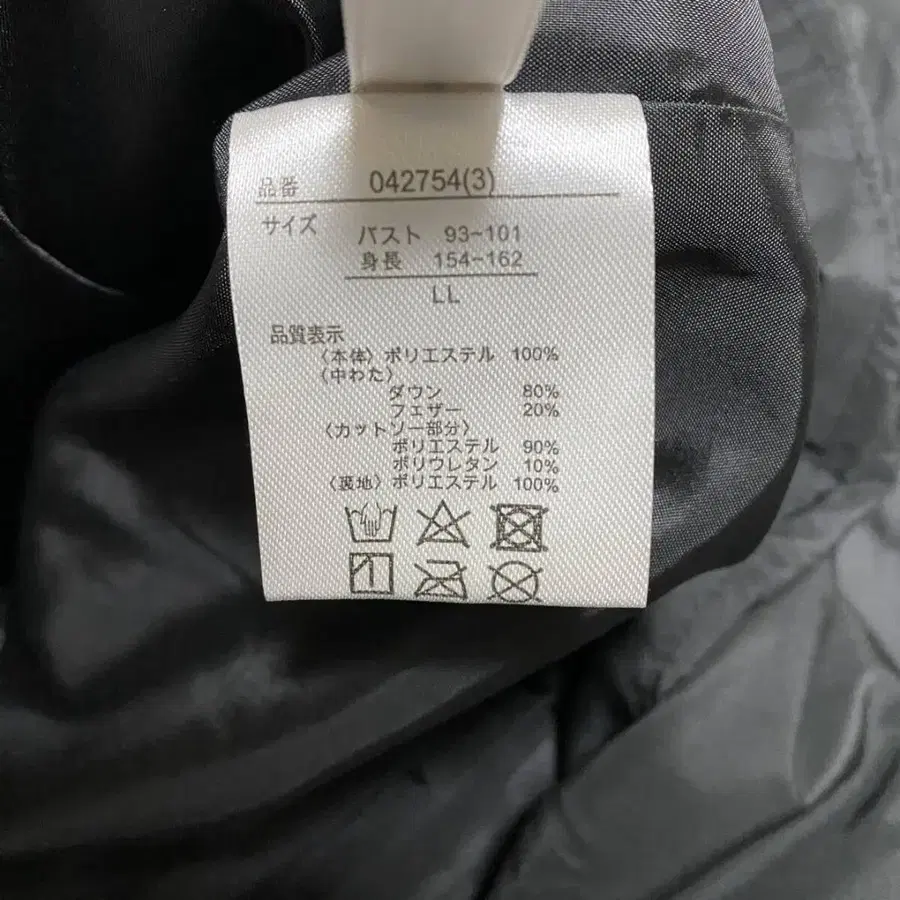 品番 042754(3)
サイズ バスト 93~101
身長 154~162
LL
品質表示
〈本体〉ポリエステル 100%
〈中わた〉
ダウン 80%
フェザー 20%
〈カットソー部分〉
ポリエステル 90%
ポリウレタン 10%
〈裏地〉ポリエステル 100%